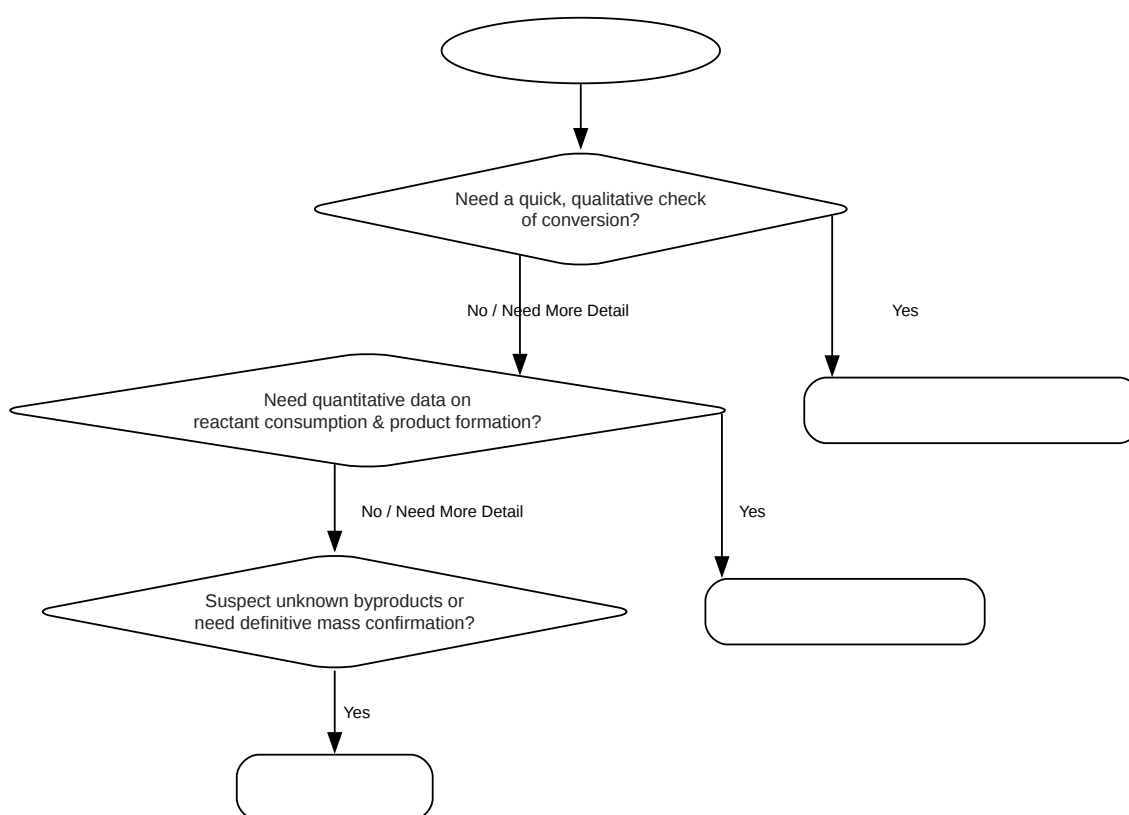 Need a quick, qualitative check
of conversion?
No / Need More Detail
Yes
Need quantitative data on
reactant consumption & product formation?
No / Need More Detail
Yes
Suspect unknown byproducts or
need definitive mass confirmation?
Yes